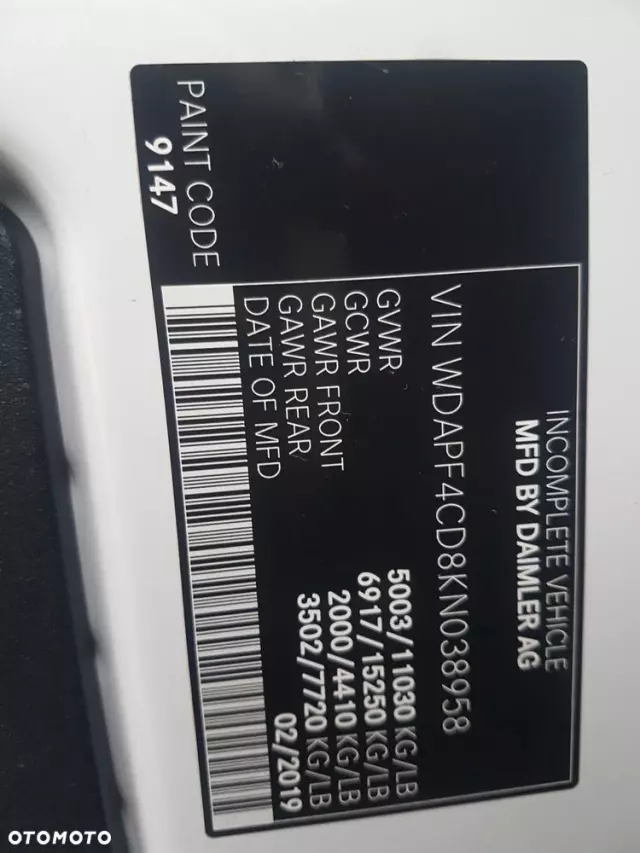 INCOMPLETE VEHICLE
MFD BY DAIMLER AG
VIN WDAPF4CD8KN038958
GVWR 5003/11030 KG/LB
GCWR 6917/15250 KG/LB
GAWR FRONT 2000/4410 KG/LB
GAWR REAR 3502/7720 KG/LB
DATE OF MFD 02/2019
PAINT CODE
9147
OTOMOTO